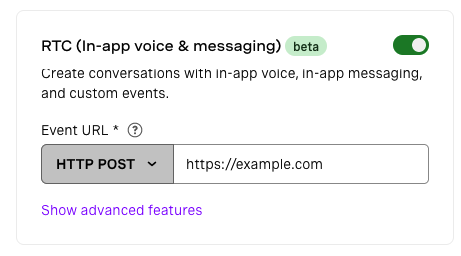 RTC (In-app voice & messaging) beta
Create conversations with in-app voice, in-app messaging,
and custom events.
Event URL * ?
HTTP POST https://example.com
Show advanced features